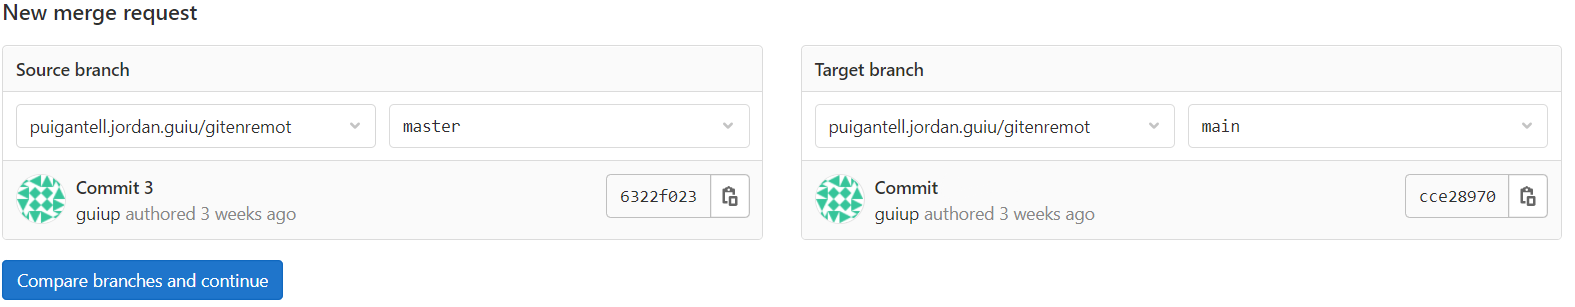 New merge request
Source branch
puigantell.jordan.guiu/gitenremot
master
Commit 3
guiup authored 3 weeks ago
6322f023
Target branch
puigantell.jordan.guiu/gitenremot
main
Commit
guiup authored 3 weeks ago
cce28970
Compare branches and continue